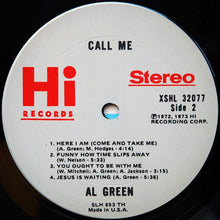 CALL ME
Hi
RECORDS
Stereo
XSHL 32077
Side 2
℗1972, 1973 HI
RECORDING CORP.
1. HERE I AM (COME AND TAKE ME)
(A. Green; M. Hodges - 4:14)
2. FUNNY HOW TIME SLIPS AWAY
(W. Nelson - 5:33)
3. YOU OUGHT TO BE WITH ME
(W. Mitchell; A. Green; A. Jackson - 3:15)
4. JESUS IS WAITING (A. Green - 5:33)
AL GREEN
SLH 653 TH
Made in U.S.A.